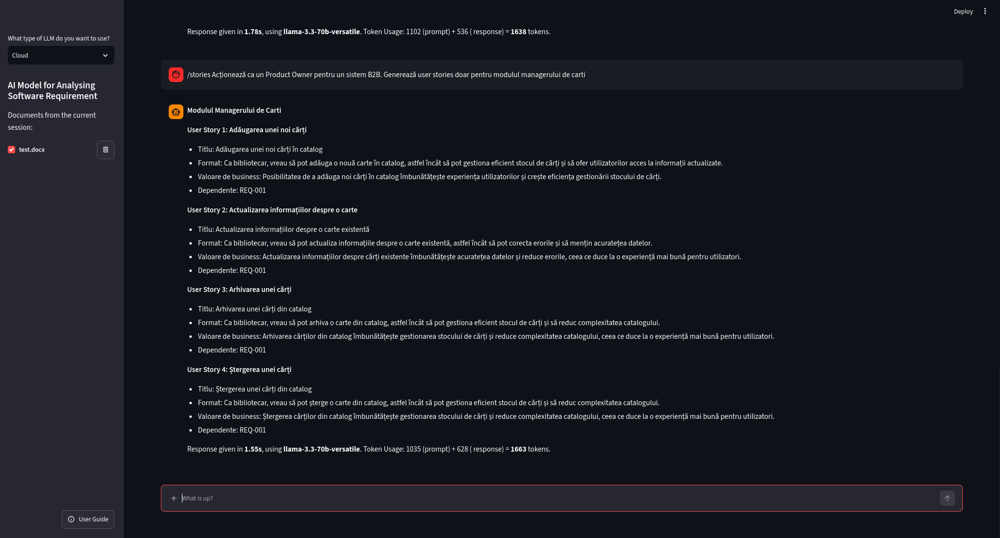 Deploy
What type of LLM do you want to use?
Cloud
AI Model for Analysing
Software Requirement
Documents from the current
session:
test.docx
User Guide
Response given in 1.78s, using llama-3.3-70b-versatile. Token Usage: 1102 (prompt) + 536 ( response) = 1638 tokens.
/stories Acționează ca un Product Owner pentru un sistem B2B. Generează user stories doar pentru modulul managerului de carti
Modulul Managerului de Carti
User Story 1: Adăugarea unei noi cărți
• Titlu: Adăugarea unei noi cărți în catalog
• Format: Ca bibliotecar, vreau să pot adăuga o nouă carte în catalog, astfel încât să pot gestiona eficient stocul de cărți și să ofer utilizatorilor acces la informații actualizate.
• Valoare de business: Posibilitatea de a adăuga noi cărți în catalog îmbunătățește experiența utilizatorilor și crește eficiența gestionării stocului de cărți.
• Dependente: REQ-001
User Story 2: Actualizarea informațiilor despre o carte
• Titlu: Actualizarea informațiilor despre o carte existentă
• Format: Ca bibliotecar, vreau să pot actualiza informațiile despre o carte existentă, astfel încât să pot corecta erorile și să mențin acuratețea datelor.
• Valoare de business: Actualizarea informațiilor despre cărți existente îmbunătățește acuratețea datelor și reduce erorile, ceea ce duce la o experiență mai bună pentru utilizatori.
• Dependente: REQ-001
User Story 3: Arhivarea unei cărți
• Titlu: Arhivarea unei cărți din catalog
• Format: Ca bibliotecar, vreau să pot arhiva o carte din catalog, astfel încât să pot gestiona eficient stocul de cărți și să reduc complexitatea catalogului.
• Valoare de business: Arhivarea cărților din catalog îmbunătățește gestionarea stocului de cărți și reduce complexitatea catalogului, ceea ce duce la o experiență mai bună pentru utilizatori.
• Dependente: REQ-001
User Story 4: Ștergerea unei cărți
• Titlu: Ștergerea unei cărți din catalog
• Format: Ca bibliotecar, vreau să pot șterge o carte din catalog, astfel încât să pot gestiona eficient stocul de cărți și să reduc complexitatea catalogului.
• Valoare de business: Ștergerea cărților din catalog îmbunătățește gestionarea stocului de cărți și reduce complexitatea catalogului, ceea ce duce la o experiență mai bună pentru utilizatori.
• Dependente: REQ-001
Response given in 1.55s, using llama-3.3-70b-versatile. Token Usage: 1035 (prompt) + 628 ( response) = 1663 tokens.
What is up?